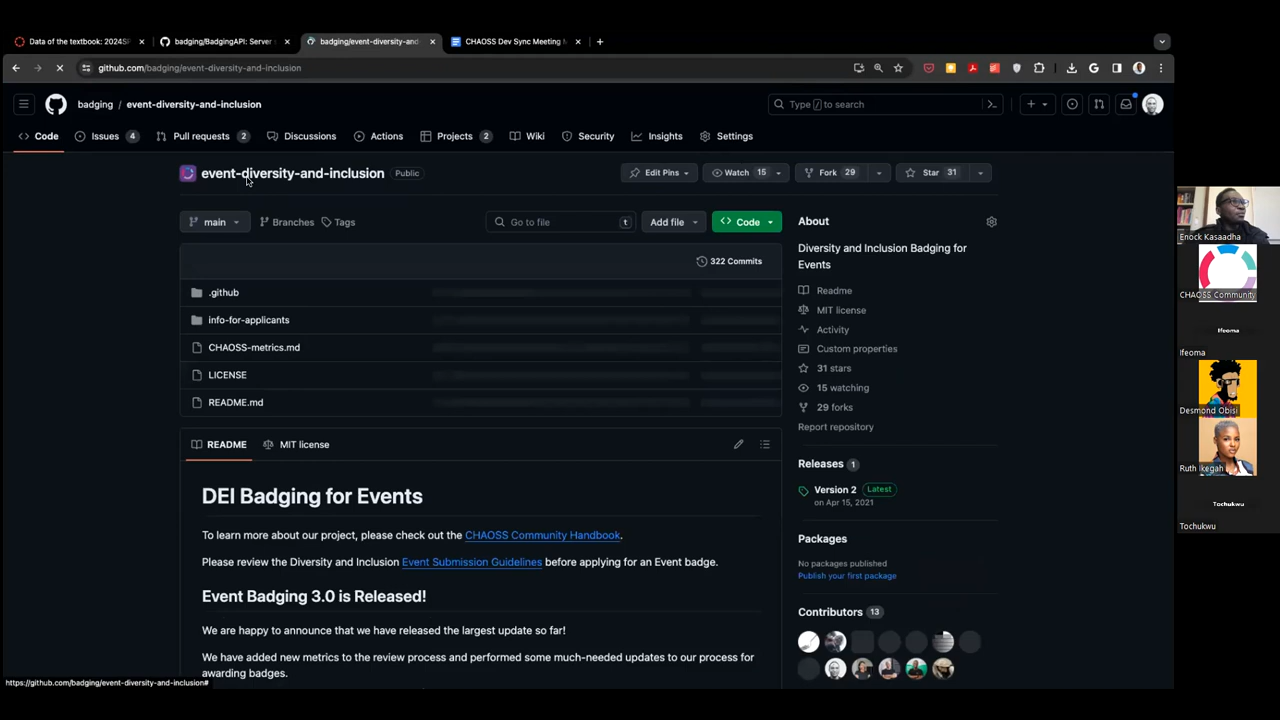 Data of the textbook: 2024SP
badging/BadgingAPI: Server
badging/event-diversity-and-
CHAOSS Dev Sync Meeting
github.com/badging/event-diversity-and-inclusion
badging / event-diversity-and-inclusion
Type / to search
Code
Issues 4
Pull requests 2
Discussions
Actions
Projects 2
Wiki
Security
Insights
Settings
event-diversity-and-inclusion Public
Edit Pins
Watch 15
Fork 29
Star 31
main
Branches
Tags
Go to file t
Add file
Code
322 Commits
.github
info-for-applicants
CHAOSS-metrics.md
LICENSE
README.md
README
MIT license
DEI Badging for Events
To learn more about our project, please check out the CHAOSS Community Handbook.
Please review the Diversity and Inclusion Event Submission Guidelines before applying for an Event badge.
Event Badging 3.0 is Released!
We are happy to announce that we have released the largest update so far!
We have added new metrics to the review process and performed some much-needed updates to our process for
awarding badges.
https://github.com/badging/event-diversity-and-inclusion#
About
Diversity and Inclusion Badging for
Events
Readme
MIT license
Activity
Custom properties
31 stars
15 watching
29 forks
Report repository
Releases 1
Version 2 Latest
on Apr 15, 2021
Packages
No packages published
Publish your first package
Contributors 13
Enock Kasaadha
CHAOSS Community
Ifeoma
Ifeoma
Desmond Obisi
Ruth Ikegah
Tochukwu
Tochukwu